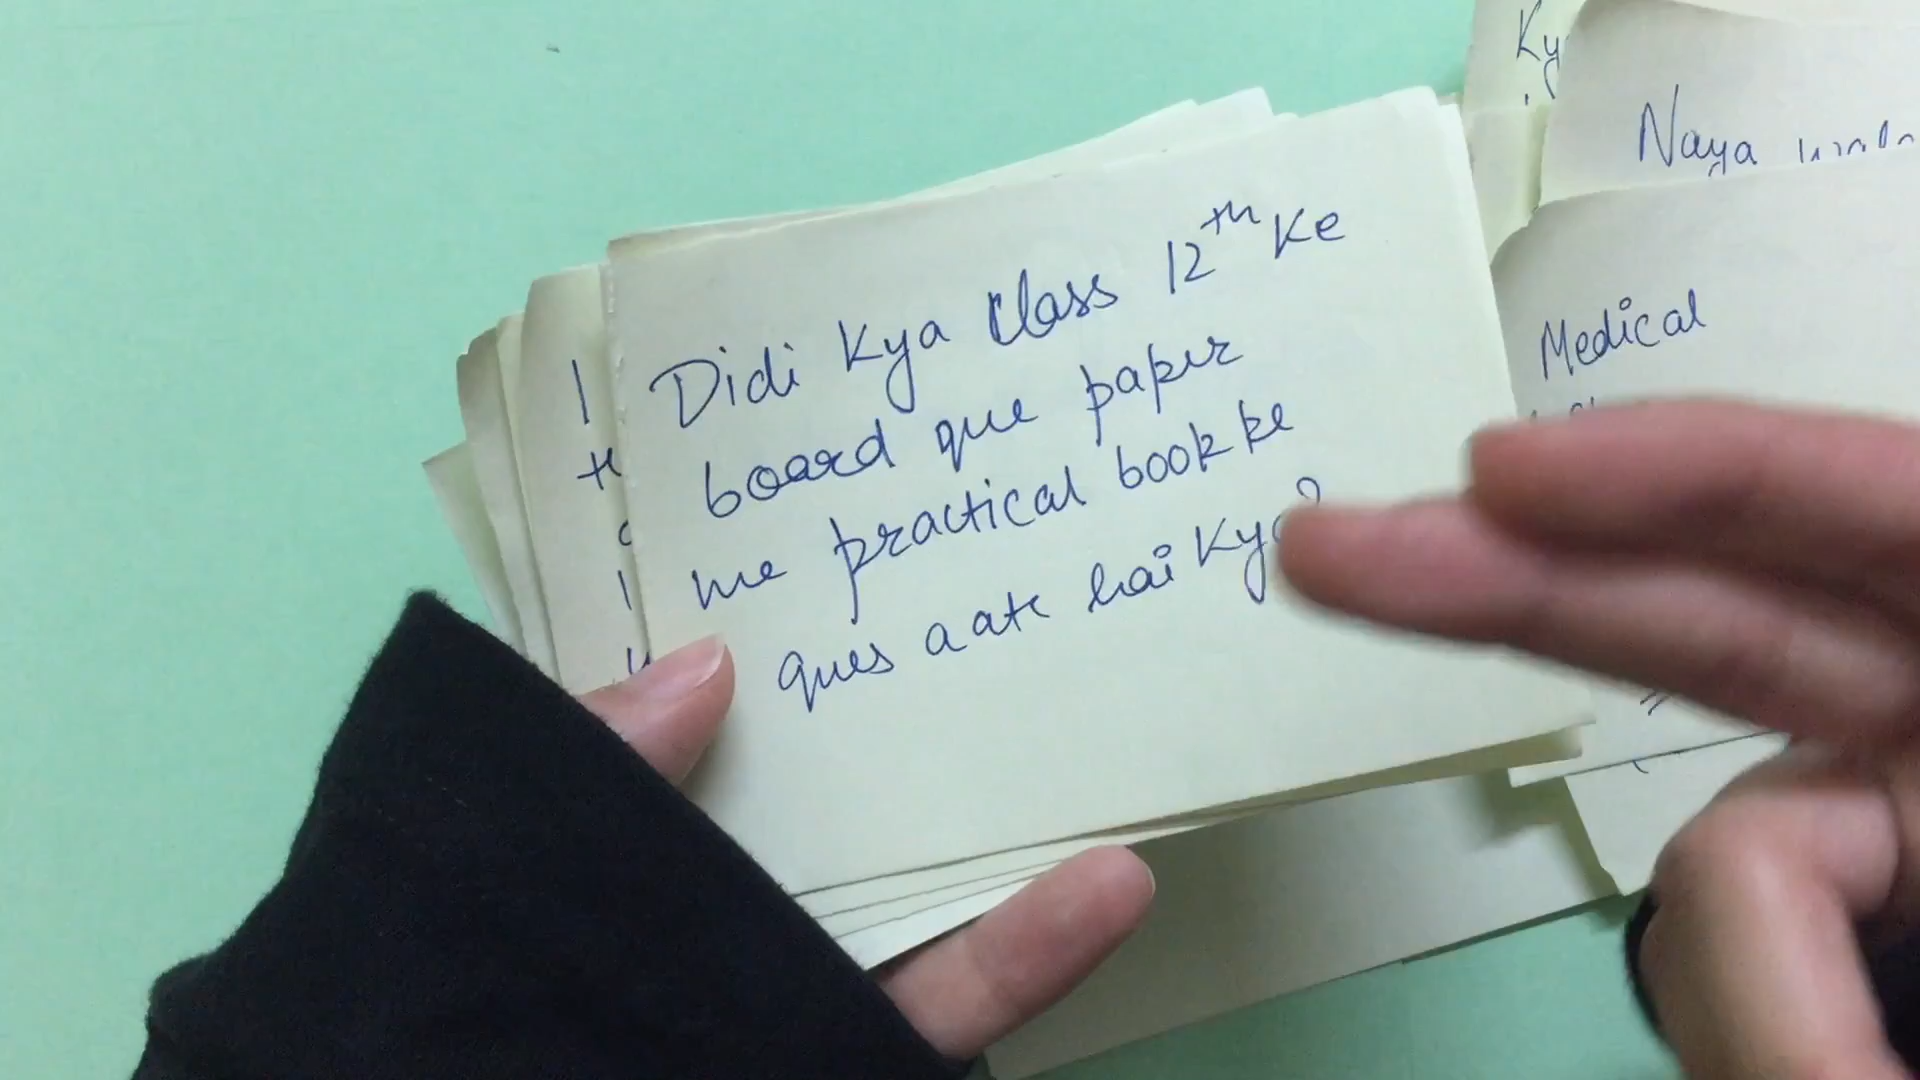 Didi Kya Class 12th Ke
board que paper
me practical book ke
ques aate hai Kya?
Naya
Medical